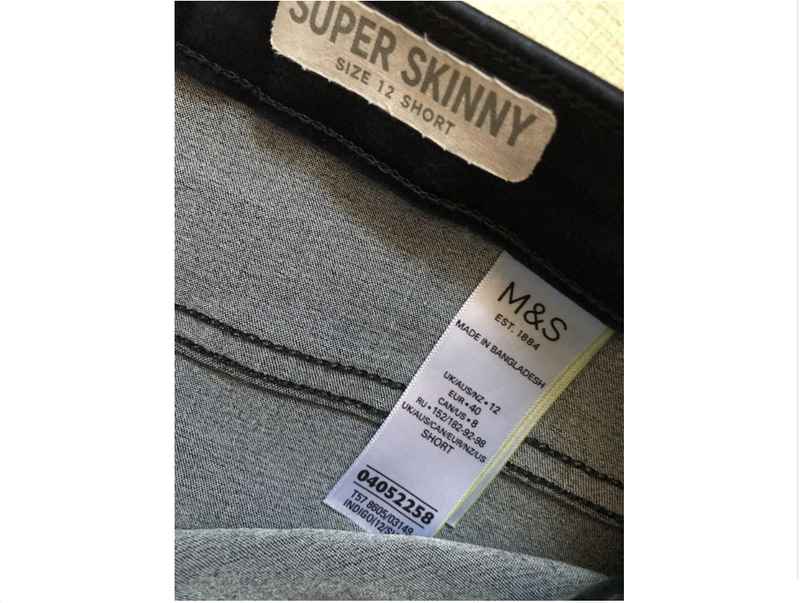 SUPER SKINNY
SIZE 12 SHORT
M&S
EST. 1884
MADE IN BANGLADESH
UK/AUS/NZ • 12
EUR • 40
CAN/US • 8
RU • 152/182-92-98
UK/AUS/CAN/EUR/NZ/US
SHORT
04052258
T57 8605/03149